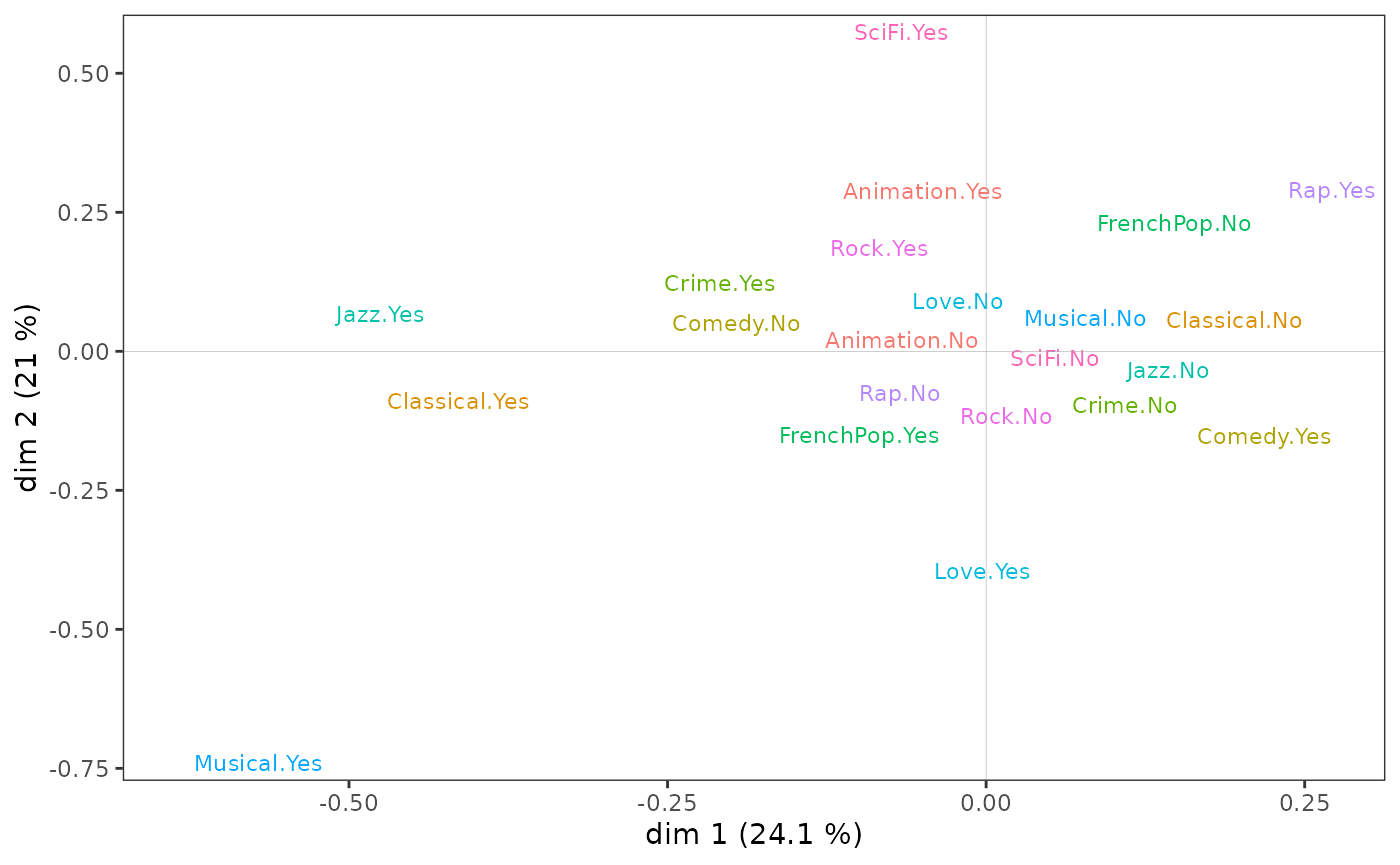 SciFi.Yes
0.50
Animation.Yes
Rap.Yes
0.25
FrenchPop.No
Rock.Yes
Crime.Yes
Love.No
Jazz.Yes
Musical.No
Classical.No
Comedy.No
Animation.No
0.00
SciFi.No
Jazz.No
Rap.No
Classical.Yes
Crime.No
Rock.No
FrenchPop.Yes
Comedy.Yes
dim 2 (21 %)
-0.25
Love.Yes
-0.50
Musical.Yes
-0.75
-0.50 -0.25 0.00 0.25
dim 1 (24.1 %)